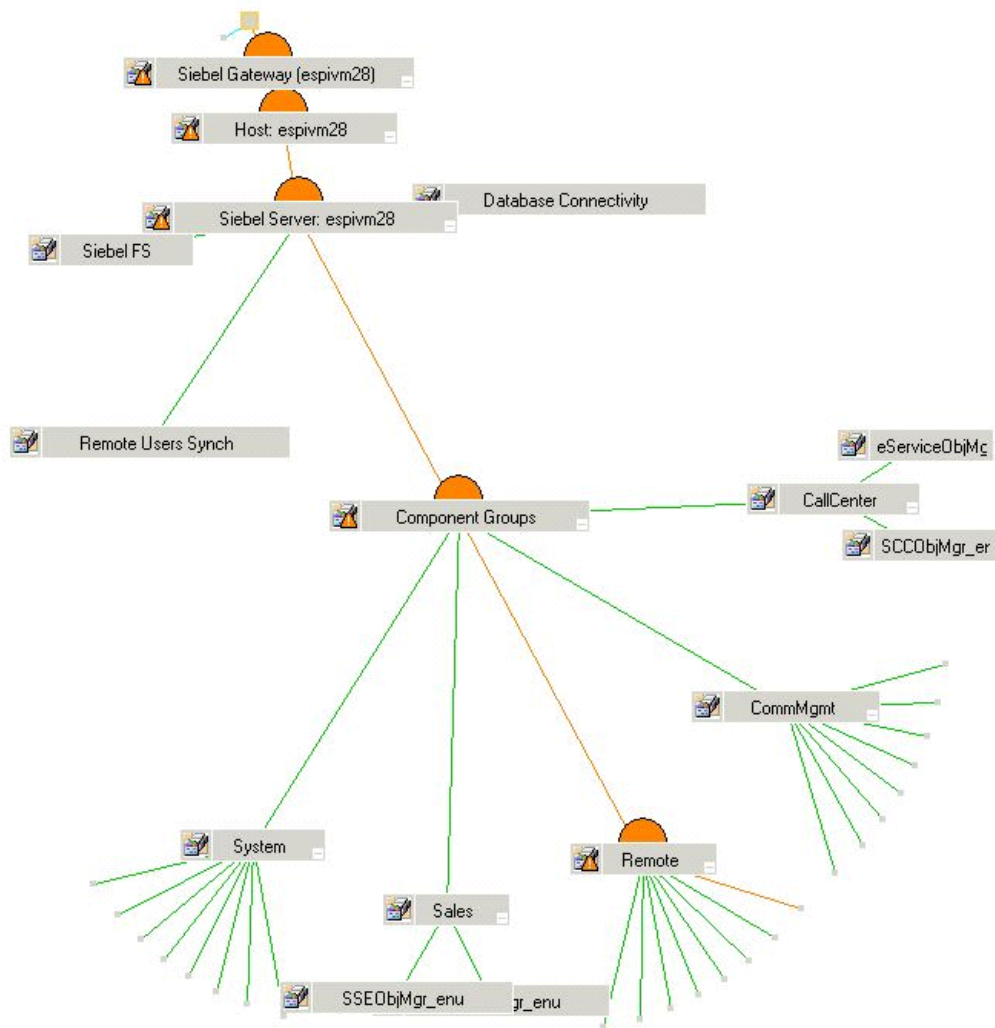 Siebel Gateway (espivm28)
Host: espivm28
Database Connectivity
Siebel Server: espivm28
Siebel FS
Remote Users Synch
eServiceObjMg
CallCenter
Component Groups
SCCObjMgr_er
CommMgmt
System
Remote
Sales
SSEObjMgr_enu
gr_enu